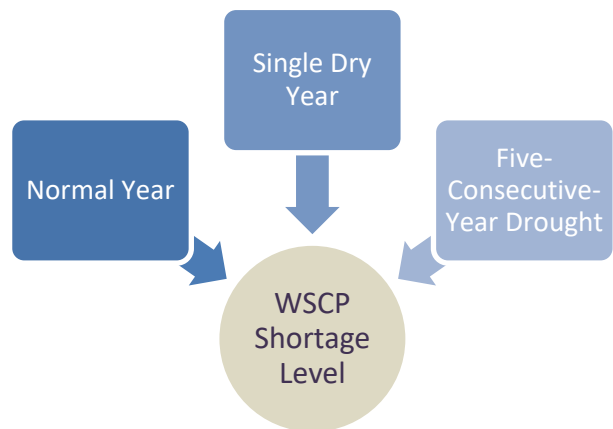 Normal Year
Single Dry
Year
Five-
Consecutive-
Year Drought
WSCP
Shortage
Level